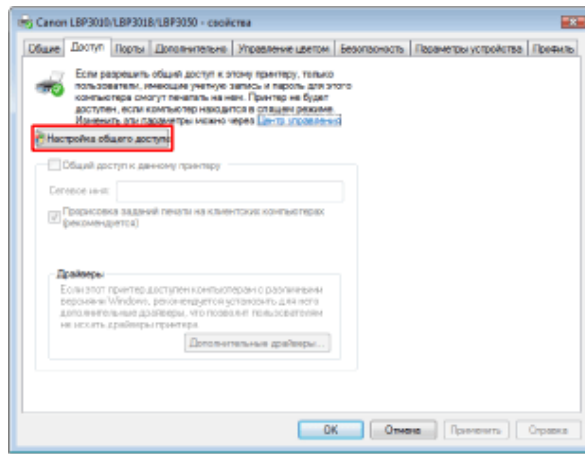 Canon LBP3010/LBP3018/LBP3050 - свойства
Общие Доступ Порты Дополнительно Управление цветом Безопасность Параметры устройства Профиль
Если разрешить общий доступ к этому принтеру, только
пользователи, имеющие учетную запись и пароль для этого
компьютера смогут печатать на нем. Принтер не будет
доступен, если компьютер находится в спящем режиме.
Изменить эти параметры можно через Центр управления
Настройка общего доступа
Общий доступ к данному принтеру
Сетевое имя:
Прорисовка заданий печати на клиентских компьютерах
(рекомендуется)
Драйверы
Если этот принтер доступен компьютерам с различными
версиями Windows, рекомендуется установить для него
дополнительные драйверы, что позволит пользователям
не искать драйверы принтера.
Дополнительные драйверы...
OK Отмена Применить Справка